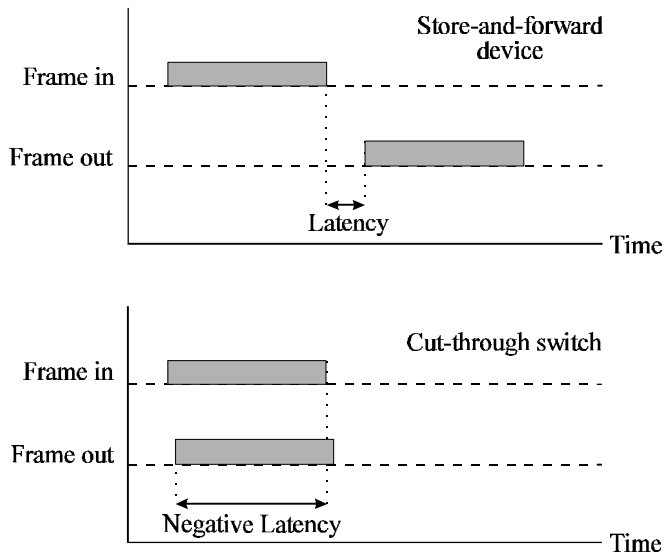 Store-and-forward
device
Frame in
Frame out
Latency
Time
Cut-through switch
Frame in
Frame out
Negative Latency
Time